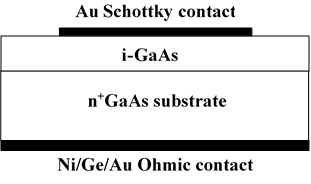 Au Schottky contact
i-GaAs
n⁺GaAs substrate
Ni/Ge/Au Ohmic contact